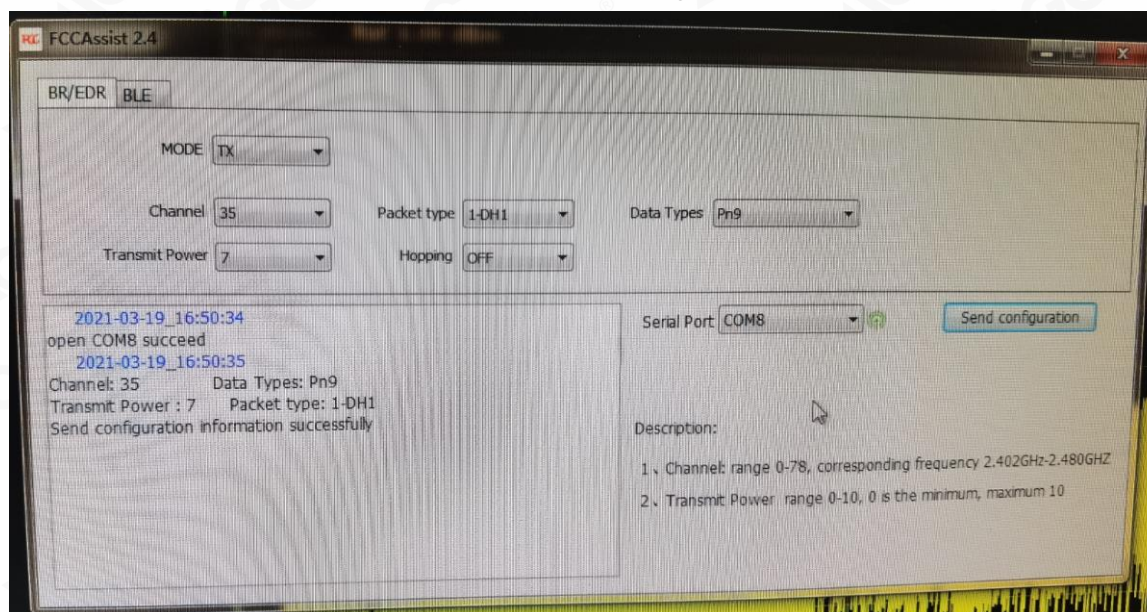 FCC FCCAssist 2.4
BR/EDR BLE
MODE TX
Channel 35 Packet type 1-DH1 Data Types Pn9
Transmit Power 7 Hopping OFF
2021-03-19_16:50:34
open COM8 succeed
2021-03-19_16:50:35
Channel: 35 Data Types: Pn9
Transmit Power : 7 Packet type: 1-DH1
Send configuration information successfully
Serial Port COM8 Send configuration
Description:
1、Channel: range 0-78, corresponding frequency 2.402GHz-2.480GHZ
2、Transmit Power range 0-10, 0 is the minimum, maximum 10